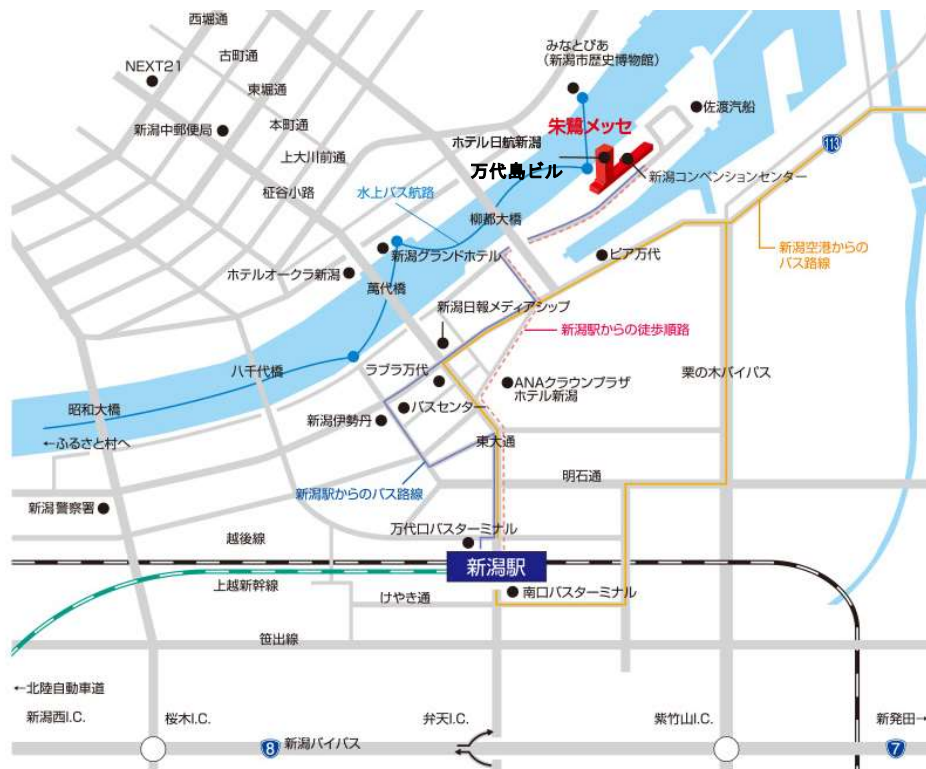 西堀通
みなとぴあ
（新潟市歴史博物館）
古町通
NEXT21
東堀通
佐渡汽船
本町通
朱鷺メッセ
新潟中郵便局
ホテル日航新潟
113
上大川前通
万代島ビル
新潟コンベンションセンター
柾谷小路
水上バス航路
柳都大橋
新潟グランドホテル
ピア万代
新潟空港からの
バス路線
ホテルオークラ新潟
萬代橋
新潟日報メディアシップ
新潟駅からの徒歩順路
八千代橋
ラブラ万代
栗の木バイパス
ANAクラウンプラザ
ホテル新潟
昭和大橋
バスセンター
新潟伊勢丹
←ふるさと村へ
東大通
明石通
新潟駅からのバス路線
新潟警察署
万代口バスターミナル
越後線
新潟駅
上越新幹線
南口バスターミナル
けやき通
笹出線
←北陸自動車道
新潟西I.C.
桜木I.C.
弁天I.C.
紫竹山I.C.
新発田→
8
新潟バイパス
7